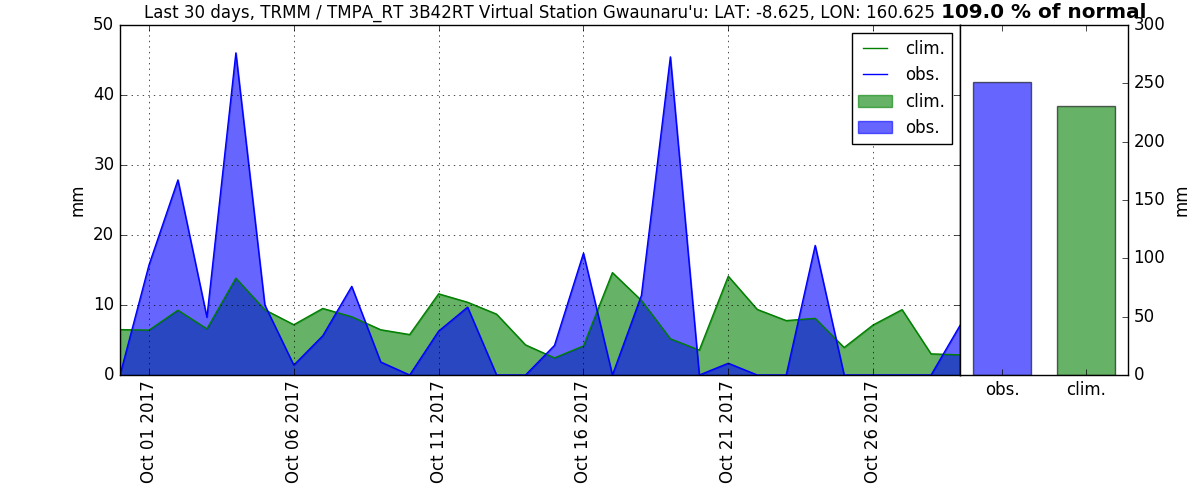 Last 30 days, TRMM / TMPA_RT 3B42RT Virtual Station Gwaunaru'u: LAT: -8.625, LON: 160.625 109.0 % of normal
50
40
30
20
10
0
mm
clim.
obs.
clim.
obs.
300
250
200
150
100
50
0
mm
obs.
clim.
Oct 01 2017
Oct 06 2017
Oct 11 2017
Oct 16 2017
Oct 21 2017
Oct 26 2017